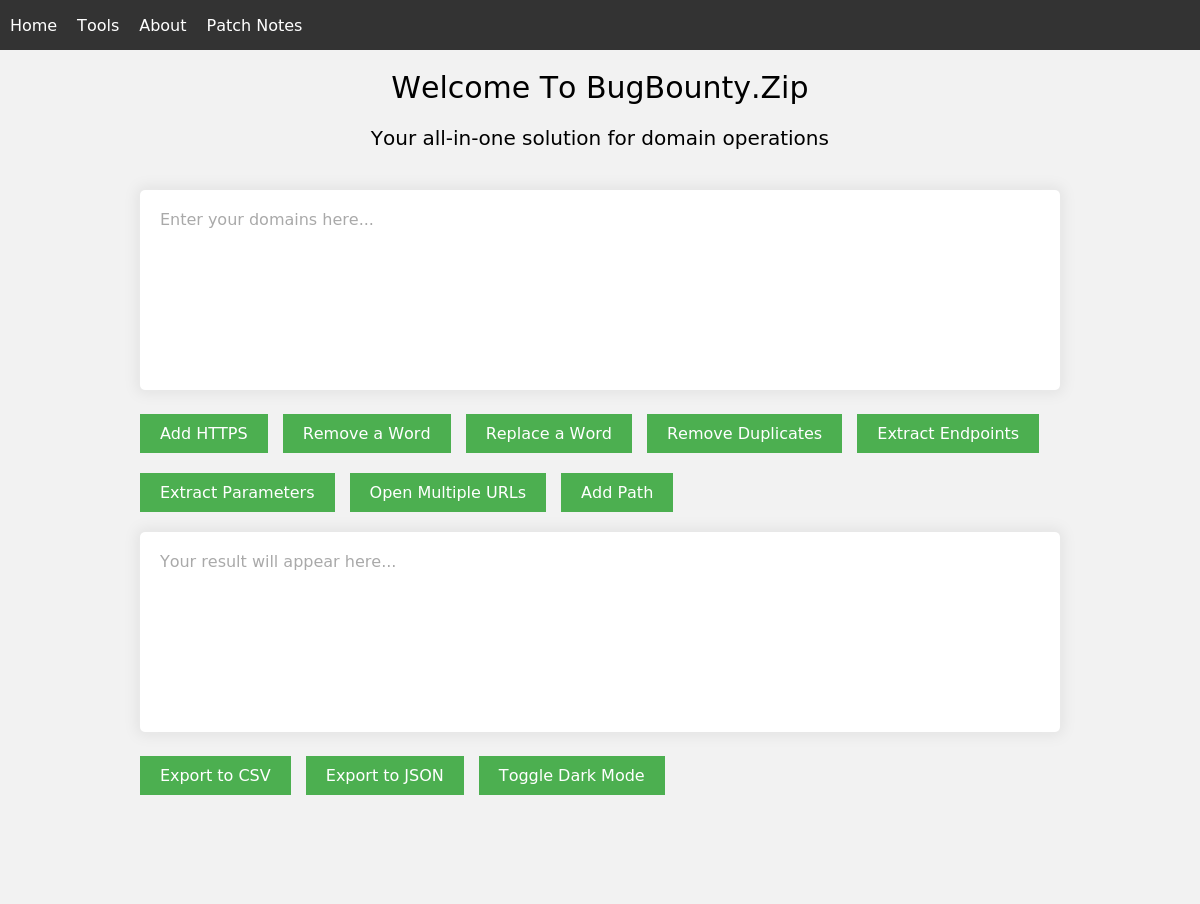 Home Tools About Patch Notes
Welcome To BugBounty.Zip
Your all-in-one solution for domain operations
Enter your domains here...
Add HTTPS Remove a Word Replace a Word Remove Duplicates Extract Endpoints
Extract Parameters Open Multiple URLs Add Path
Your result will appear here...
Export to CSV Export to JSON Toggle Dark Mode